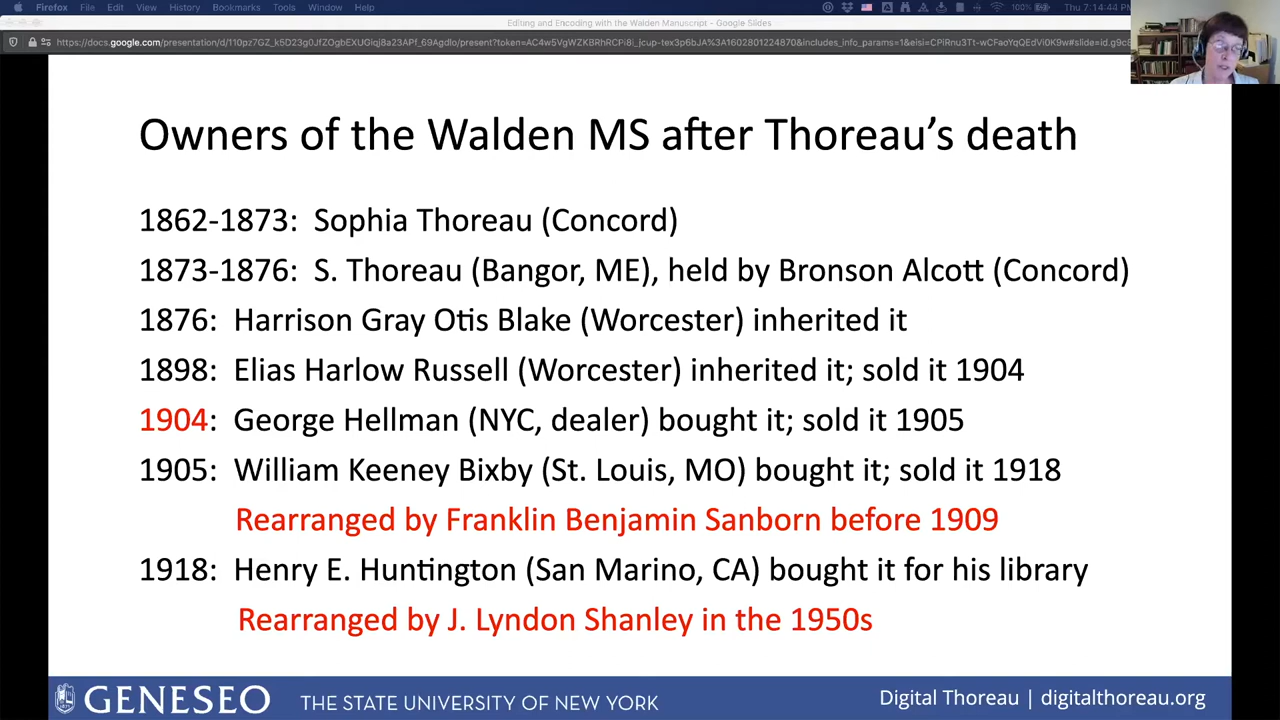 Firefox File Edit View History Bookmarks Tools Window Help 100% Thu 7:14:44 PM
Editing and Encoding with the Walden Manuscript - Google Slides
Owners of the Walden MS after Thoreau's death
1862-1873: Sophia Thoreau (Concord)
1873-1876: S. Thoreau (Bangor, ME), held by Bronson Alcott (Concord)
1876: Harrison Gray Otis Blake (Worcester) inherited it
1898: Elias Harlow Russell (Worcester) inherited it; sold it 1904
1904: George Hellman (NYC, dealer) bought it; sold it 1905
1905: William Keeney Bixby (St. Louis, MO) bought it; sold it 1918
Rearranged by Franklin Benjamin Sanborn before 1909
1918: Henry E. Huntington (San Marino, CA) bought it for his library
Rearranged by J. Lyndon Shanley in the 1950s
GENESEO THE STATE UNIVERSITY OF NEW YORK Digital Thoreau | digitalthoreau.org